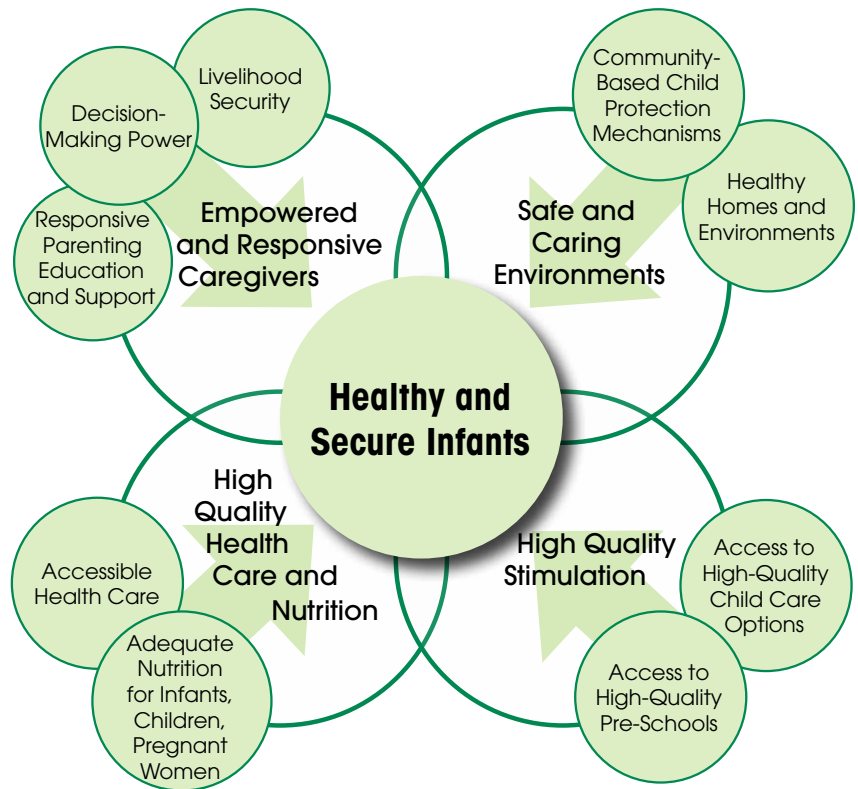 Livelihood
Security
Decision-
Making Power
Responsive
Parenting
Education
and Support
Empowered
and Responsive
Caregivers
Community-
Based Child
Protection
Mechanisms
Healthy
Homes and
Environments
Safe and
Caring
Environments
Healthy and
Secure Infants
High
Quality
Health
Care and
Nutrition
Accessible
Health Care
Adequate
Nutrition
for Infants,
Children,
Pregnant
Women
High Quality
Stimulation
Access to
High-Quality
Child Care
Options
Access to
High-Quality
Pre-Schools